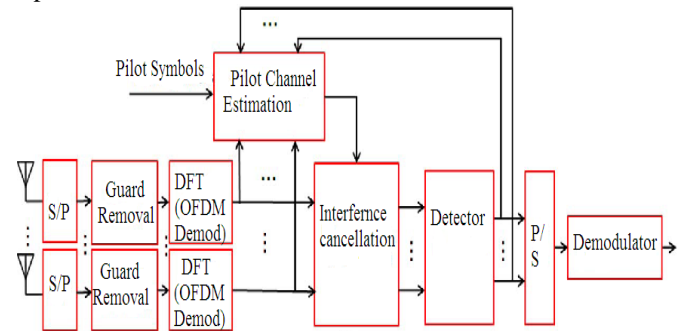 Pilot Symbols
Pilot Channel
Estimation
S/P
Guard
Removal
DFT
(OFDM
Demod)
Interfernce
cancellation
Detector
P/
S
Demodulator
S/P
Guard
Removal
DFT
(OFDM
Demod)